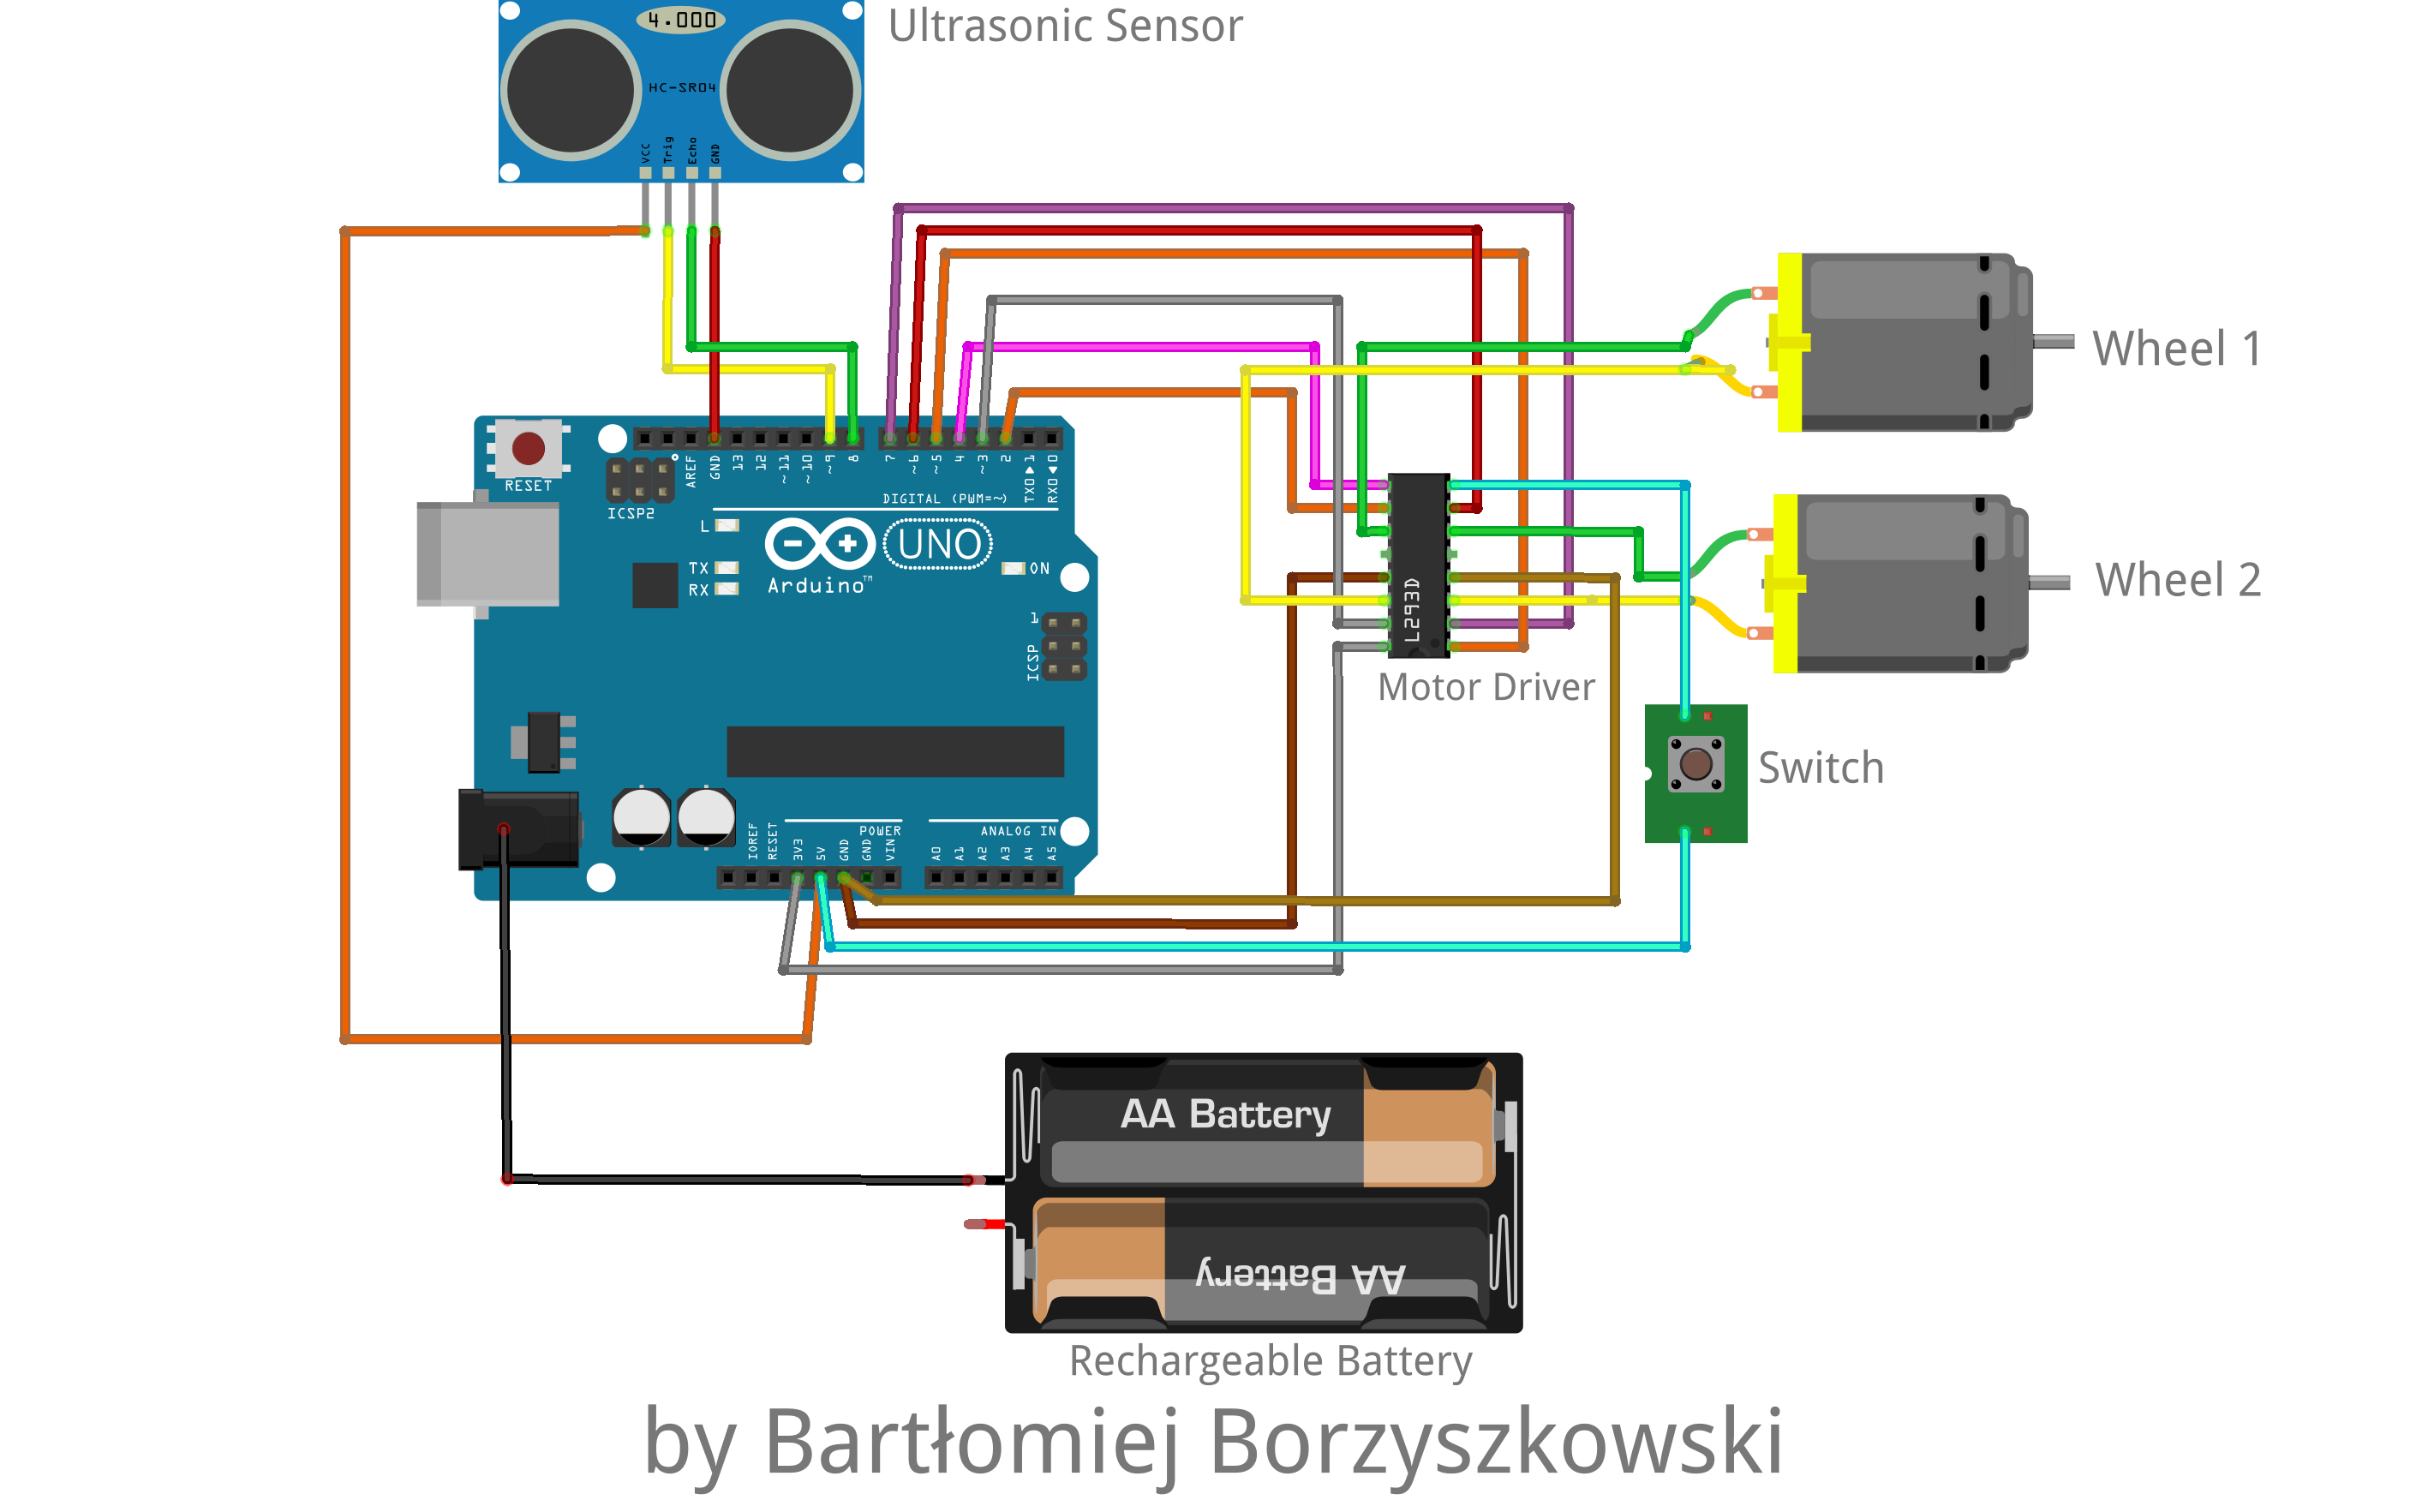 4.000
Ultrasonic Sensor
HC-SR04
VCC Trig Echo GND
Wheel 1
AREF GND 13 12 ~11 ~10 ~9 8 7 ~6 ~5 4 ~3 2 TX0▶1 RX0◀0
RESET
ICSP2
DIGITAL (PWM=~)
L
UNO
TX
RX
ON
Arduino™
L293D
Wheel 2
1
ICSP
Motor Driver
Switch
POWER
ANALOG IN
IOREF RESET 3V3 5V GND GND VIN A0 A1 A2 A3 A4 A5
AA Battery
AA Battery
Rechargeable Battery
by Bartłomiej Borzyszkowski